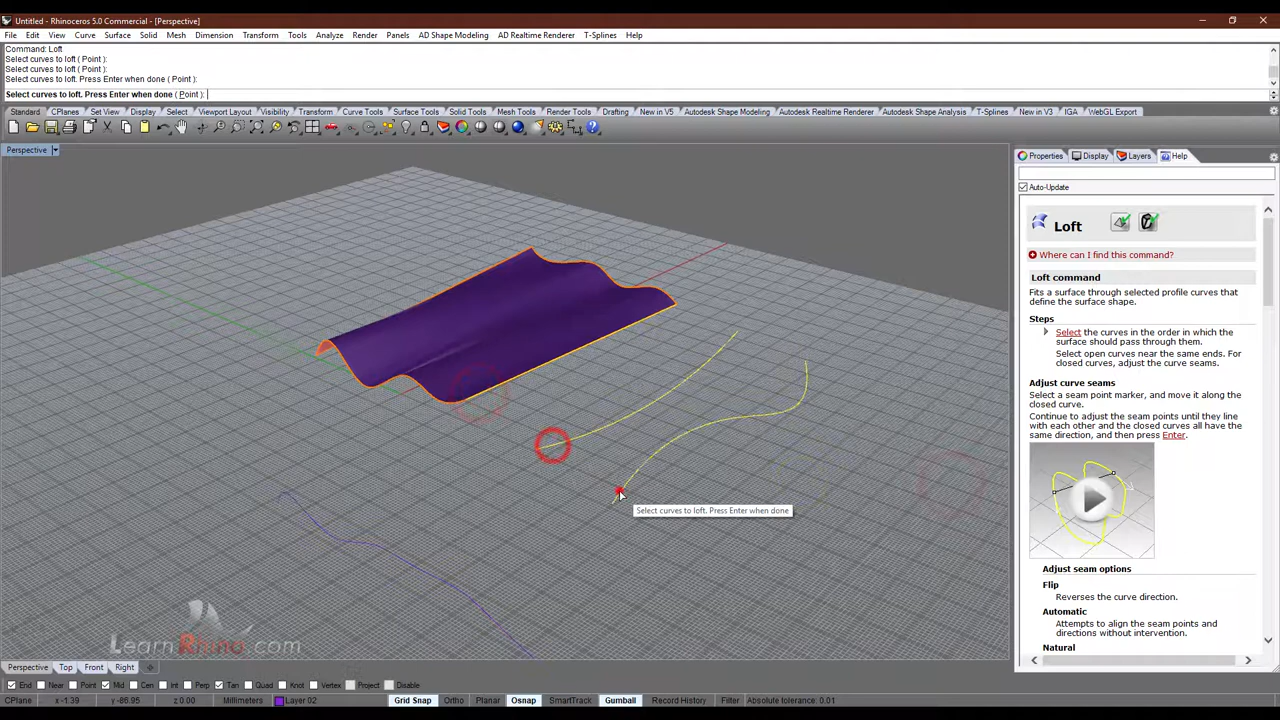 Untitled - Rhinoceros 5.0 Commercial - [Perspective]
File Edit View Curve Surface Solid Mesh Dimension Transform Tools Analyze Render Panels AD Shape Modeling AD Realtime Renderer T-Splines Help
Command: Loft
Select curves to loft ( Point ):
Select curves to loft ( Point ):
Select curves to loft. Press Enter when done ( Point ):
Select curves to loft. Press Enter when done ( Point ):
Standard CPlanes Set View Display Select Viewport Layout Visibility Transform Curve Tools Surface Tools Solid Tools Mesh Tools Render Tools Drafting New in V5 Autodesk Shape Modeling Autodesk Realtime Renderer Autodesk Shape Analysis T-Splines New in V3 IGA WebGL Export
Perspective
Properties Display Layers Help
Auto-Update
Loft
Where can I find this command?
Loft command
Fits a surface through selected profile curves that
define the surface shape.
Steps
Select the curves in the order in which the
surface should pass through them.
Select open curves near the same ends. For
closed curves, adjust the curve seams.
Adjust curve seams
Select a seam point marker, and move it along the
closed curve.
Continue to adjust the seam points until they line
with each other and the closed curves all have the
same direction, and then press Enter.
Select curves to loft. Press Enter when done
Adjust seam options
Flip
Reverses the curve direction.
Automatic
Attempts to align the seam points and
directions without intervention.
Natural
LearnRhino.com
Perspective Top Front Right
End Near Point Mid Cen Int Perp Tan Quad Knot Vertex Project Disable
CPlane x -1.39 y -86.95 z 0.00 Millimeters Layer 02 Grid Snap Ortho Planar Osnap SmartTrack Gumball Record History Filter Absolute tolerance: 0.01